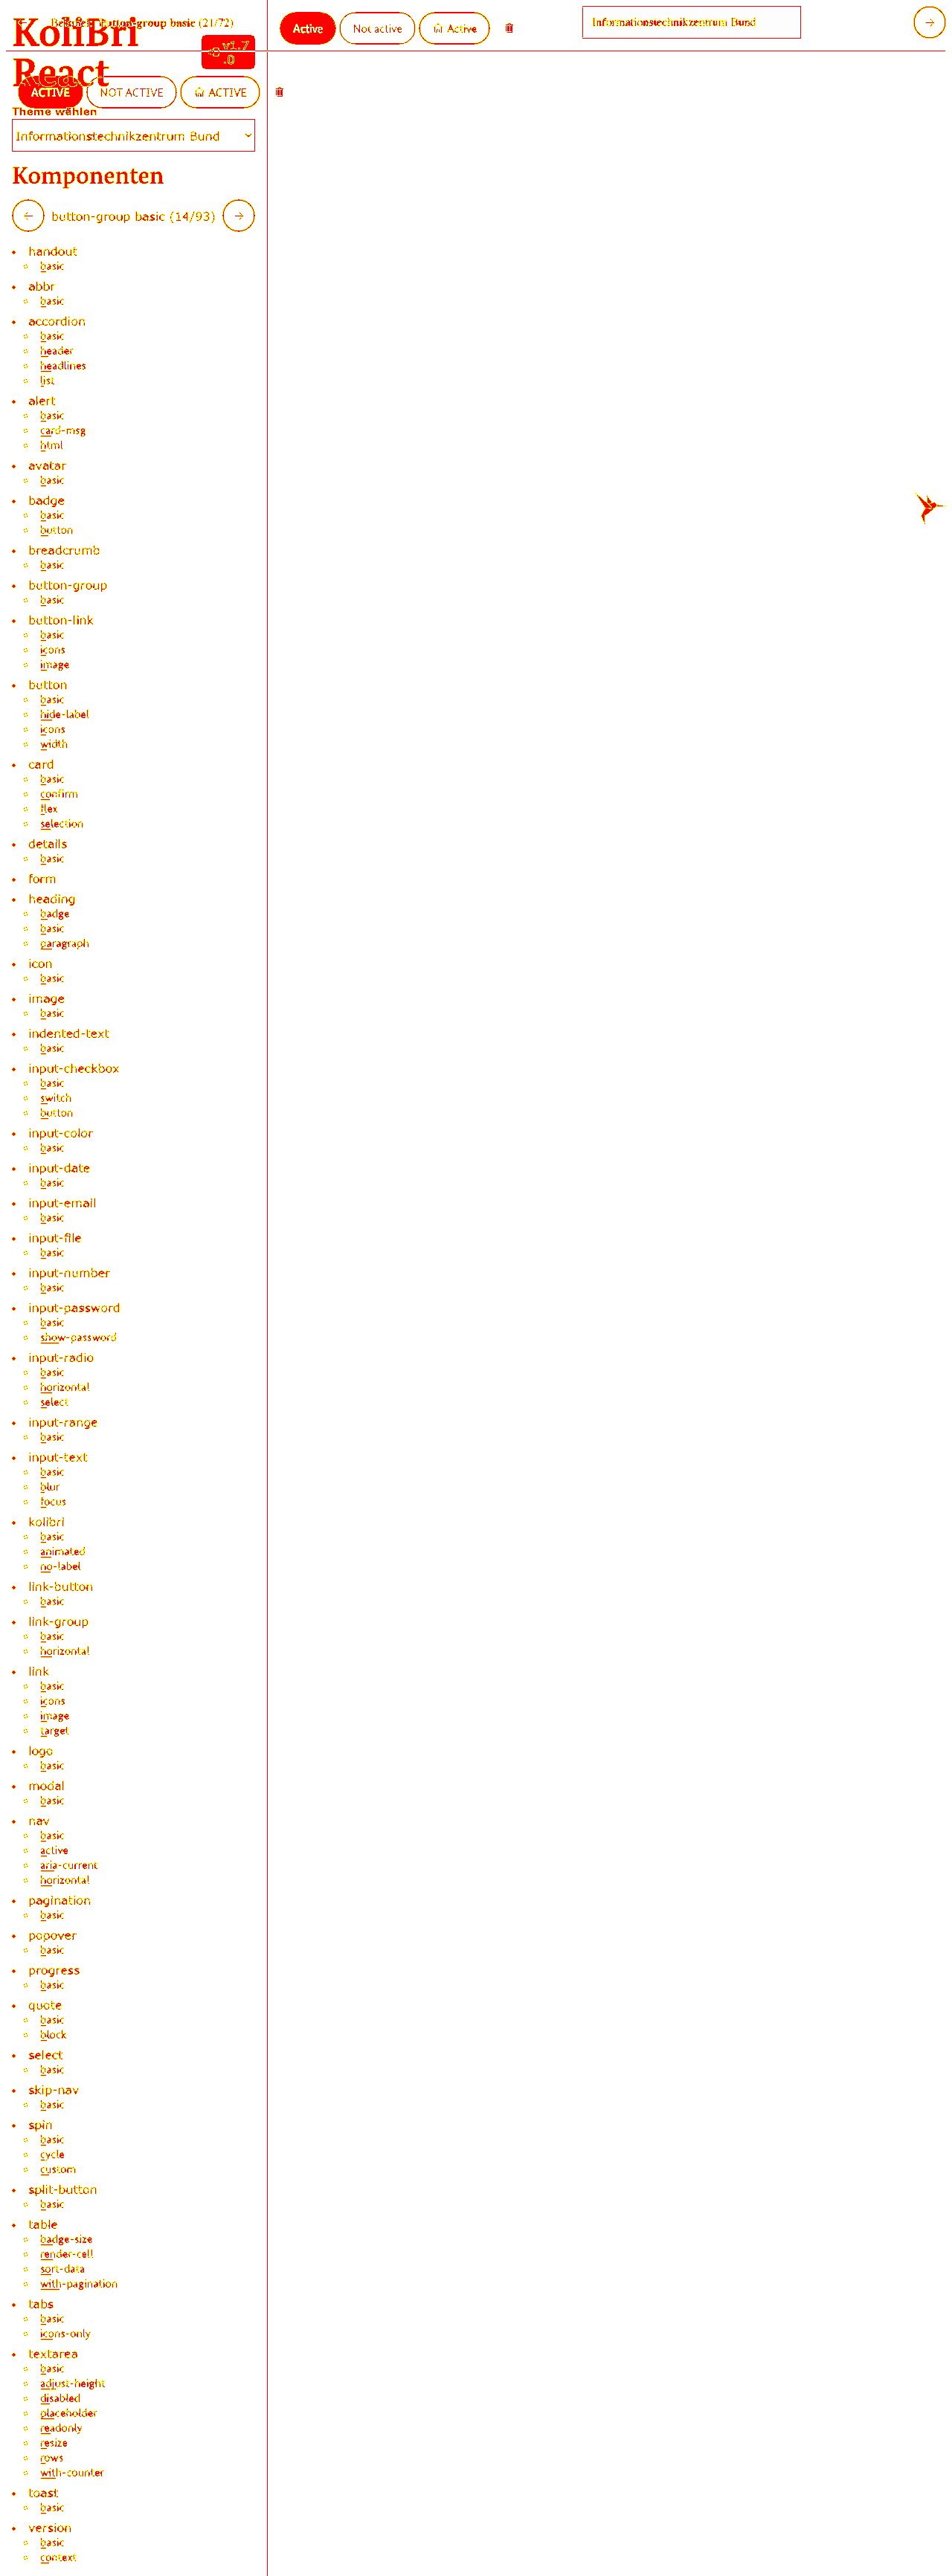 Beispiel: button-group basic (21/72)
Active
Not active
Active
Informationstechnikzentrum Bund
KoliBri
React
v1.7
.0
ACTIVE
NOT ACTIVE
ACTIVE
Theme wählen
Informationstechnikzentrum Bund
Komponenten
button-group basic (14/93)
handout
basic
abbr
basic
accordion
basic
header
headlines
list
alert
basic
card-msg
html
avatar
basic
badge
basic
button
breadcrumb
basic
button-group
basic
button-link
basic
icons
image
button
basic
hide-label
icons
width
card
basic
confirm
flex
selection
details
basic
form
heading
badge
basic
paragraph
icon
basic
image
basic
indented-text
basic
input-checkbox
basic
switch
button
input-color
basic
input-date
basic
input-email
basic
input-file
basic
input-number
basic
input-password
basic
show-password
input-radio
basic
horizontal
select
input-range
basic
input-text
basic
blur
focus
kolibri
basic
animated
no-label
link-button
basic
link-group
basic
horizontal
link
basic
icons
image
target
logo
basic
modal
basic
nav
basic
active
aria-current
horizontal
pagination
basic
popover
basic
progress
basic
quote
basic
block
select
basic
skip-nav
basic
spin
basic
cycle
custom
split-button
basic
table
badge-size
render-cell
sort-data
with-pagination
tabs
basic
icons-only
textarea
basic
adjust-height
disabled
placeholder
readonly
resize
rows
with-counter
toast
basic
version
basic
context